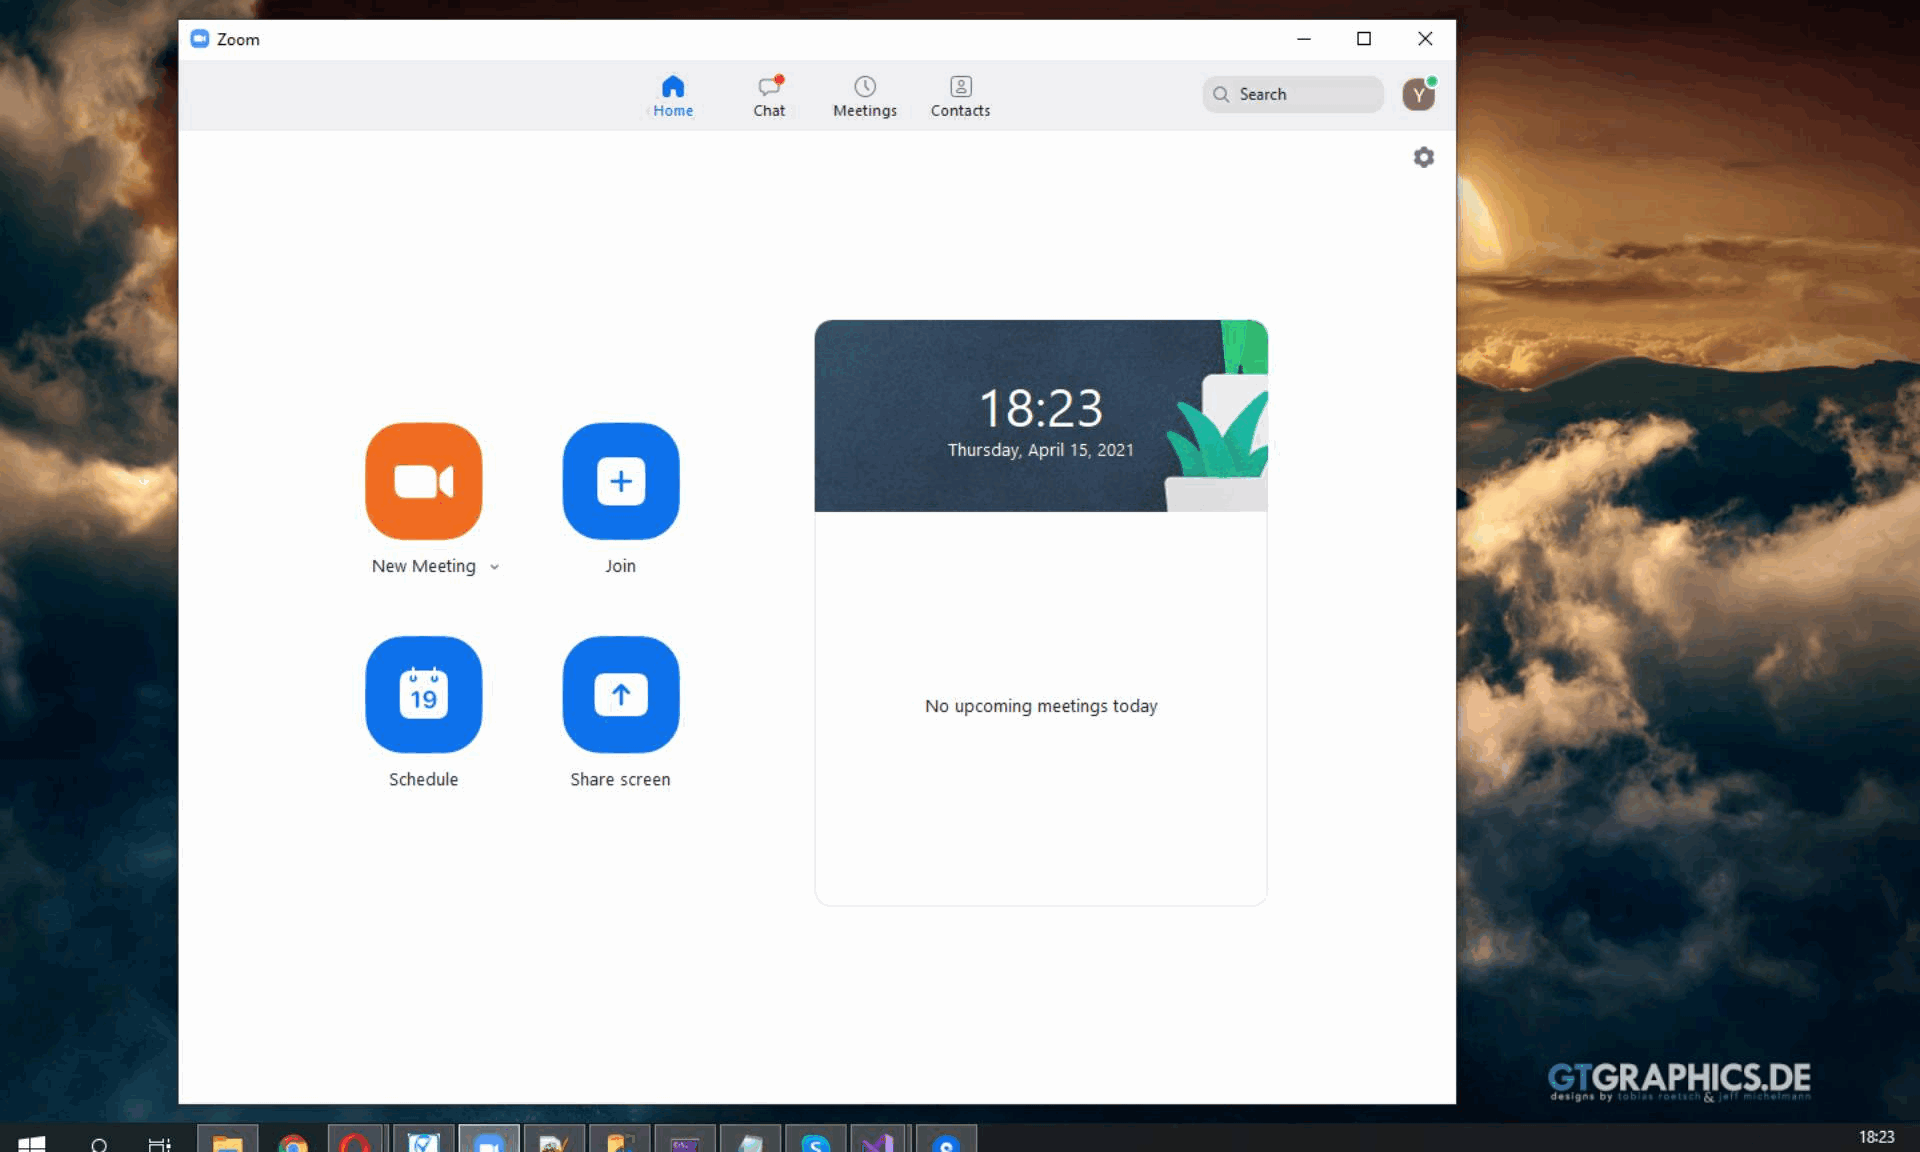 Zoom
Home
Chat
Meetings
Contacts
Search
Y
18:23
Thursday, April 15, 2021
New Meeting
Join
19
Schedule
Share screen
No upcoming meetings today
GTGRAPHICS.DE
designs by tobias roetsch & jeff michelmann
S
18:23